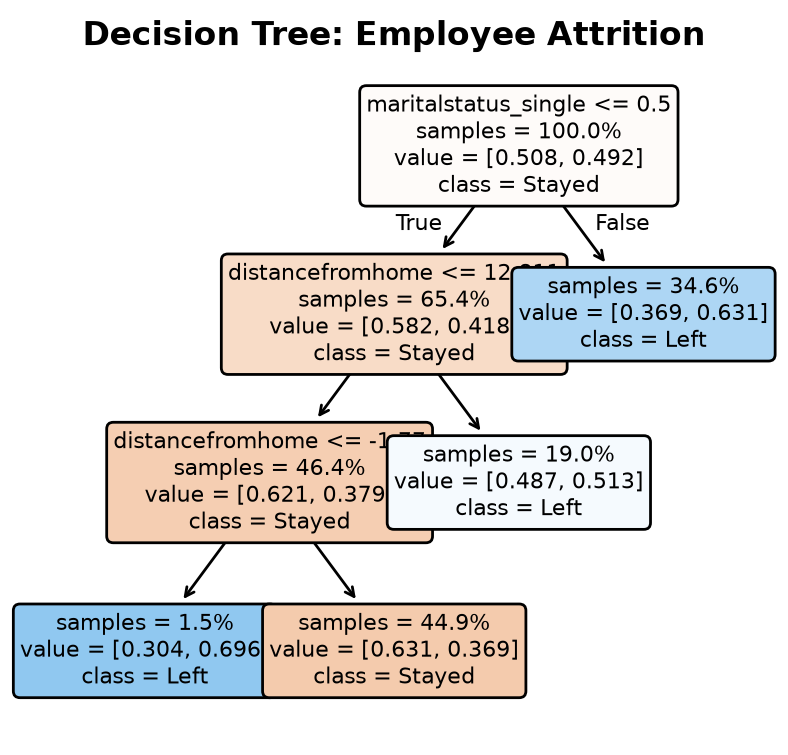 Decision Tree: Employee Attrition
maritalstatus_single <= 0.5
samples = 100.0%
value = [0.508, 0.492]
class = Stayed
True
False
distancefromhome <=
samples = 65.4%
value = [0.582, 0.418
class = Stayed
samples = 34.6%
value = [0.369, 0.631]
class = Left
distancefromhome <=
samples = 46.4%
value = [0.621, 0.379
class = Stayed
samples = 19.0%
value = [0.487, 0.513]
class = Left
samples = 1.5%
value = [0.304, 0.696
class = Left
samples = 44.9%
value = [0.631, 0.369]
class = Stayed